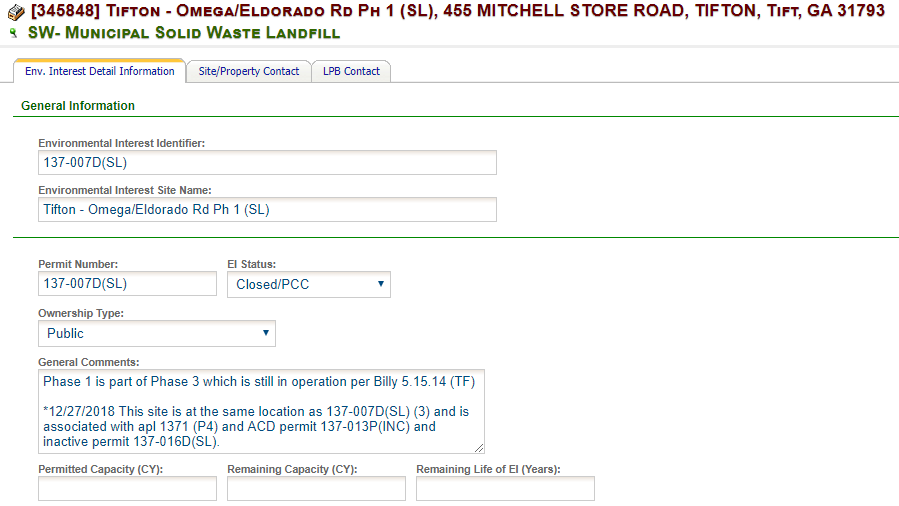 [345848] Tifton - Omega/Eldorado Rd Ph 1 (SL), 455 MITCHELL STORE ROAD, TIFTON, Tift, GA 31793
SW- Municipal Solid Waste Landfill
Env. Interest Detail Information Site/Property Contact LPB Contact
General Information
Environmental Interest Identifier:
137-007D(SL)
Environmental Interest Site Name:
Tifton - Omega/Eldorado Rd Ph 1 (SL)
Permit Number: EI Status:
137-007D(SL) Closed/PCC
Ownership Type:
Public
General Comments:
Phase 1 is part of Phase 3 which is still in operation per Billy 5.15.14 (TF)
*12/27/2018 This site is at the same location as 137-007D(SL) (3) and is
associated with apl 1371 (P4) and ACD permit 137-013P(INC) and
inactive permit 137-016D(SL).
Permitted Capacity (CY): Remaining Capacity (CY): Remaining Life of EI (Years):